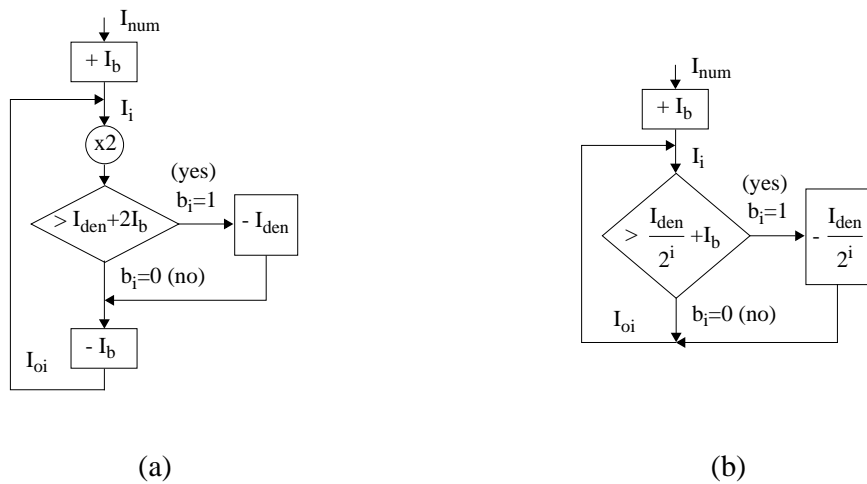 I_num
+ I_b
I_i
x2
(yes)
b_i=1
> I_den+2I_b
- I_den
b_i=0 (no)
- I_b
I_oi
(a)
I_num
+ I_b
I_i
(yes)
b_i=1
> I_den/2^i +I_b
- I_den/2^i
b_i=0 (no)
I_oi
(b)